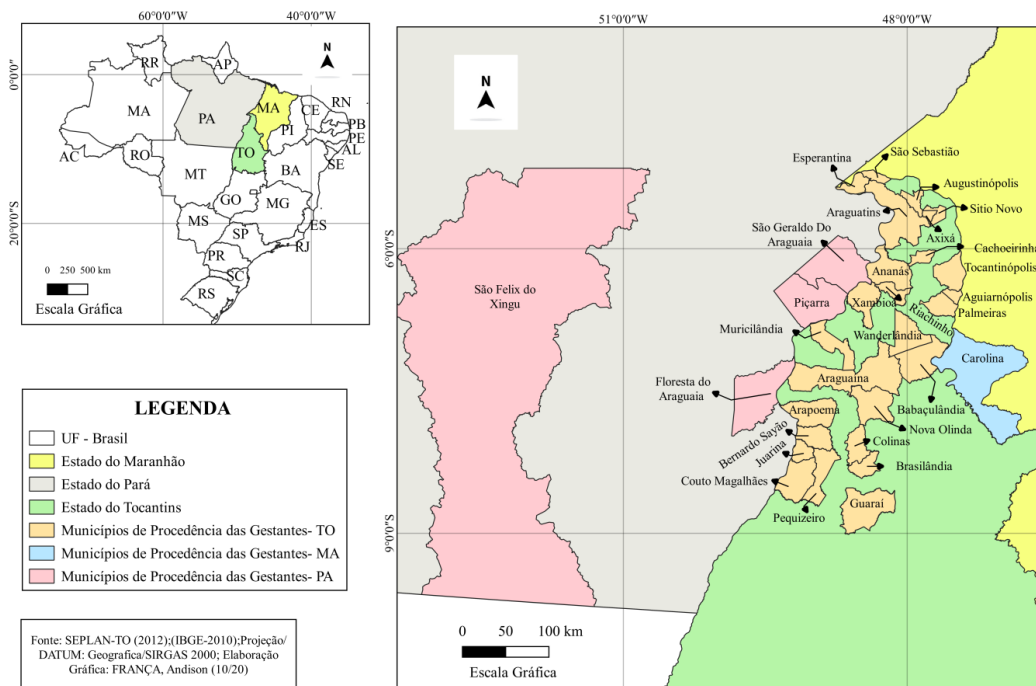 60°0'0"W
40°0'0"W
0°0'0"
20°0'0"S
N
RR
AP
MA
PA
MA
CE
RN
PB
PE
AL
SE
PI
AC
RO
TO
MT
BA
GO
MG
MS
ES
SP
RJ
PR
SC
RS
0 250 500 km
Escala Gráfica
LEGENDA
UF - Brasil
Estado do Maranhão
Estado do Pará
Estado do Tocantins
Municípios de Procedência das Gestantes- TO
Municípios de Procedência das Gestantes- MA
Municípios de Procedência das Gestantes- PA
Fonte: SEPLAN-TO (2012);(IBGE-2010);Projeção/
DATUM: Geografica/SIRGAS 2000; Elaboração
Gráfica: FRANÇA, Andison (10/20)
51°0'0"W
48°0'0"W
6°0'0"S
9°0'0"S
N
Esperantina
São Sebastião
Augustinópolis
Araguatins
Sitio Novo
Axixá
São Geraldo Do
Araguaia
Cachoeirinha
Ananás
Tocantinópolis
São Felix do
Xingu
Piçarra
Xambioá
Aguiarnópolis
Riachinho
Palmeiras
Muricilândia
Wanderlândia
Carolina
Floresta do
Araguaia
Araguaina
Babaçulândia
Arapoema
Nova Olinda
Bernardo Sayão
Colinas
Juarina
Brasilândia
Couto Magalhães
Guaraí
Pequizeiro
0 50 100 km
Escala Gráfica